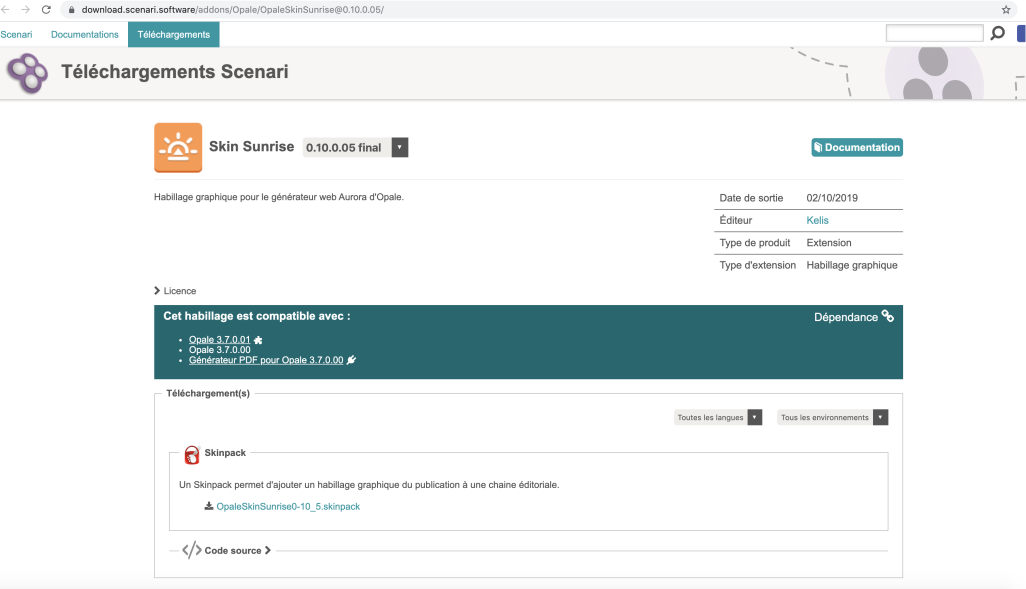 download.scenari.software/addons/Opale/OpaleSkinSunrise@0.10.0.05/
Scenari Documentations Téléchargements
Téléchargements Scenari
Skin Sunrise 0.10.0.05 final Documentation
Habillage graphique pour le générateur web Aurora d'Opale.
Date de sortie 02/10/2019
Éditeur Kelis
Type de produit Extension
Type d'extension Habillage graphique
Licence
Cet habillage est compatible avec :
Dépendance
• Opale 3.7.0.01
• Opale 3.7.0.00
• Générateur PDF pour Opale 3.7.0.00
Téléchargement(s)
Toutes les langues Tous les environnements
Skinpack
Un Skinpack permet d'ajouter un habillage graphique du publication à une chaine éditoriale.
OpaleSkinSunrise0-10_5.skinpack
</> Code source